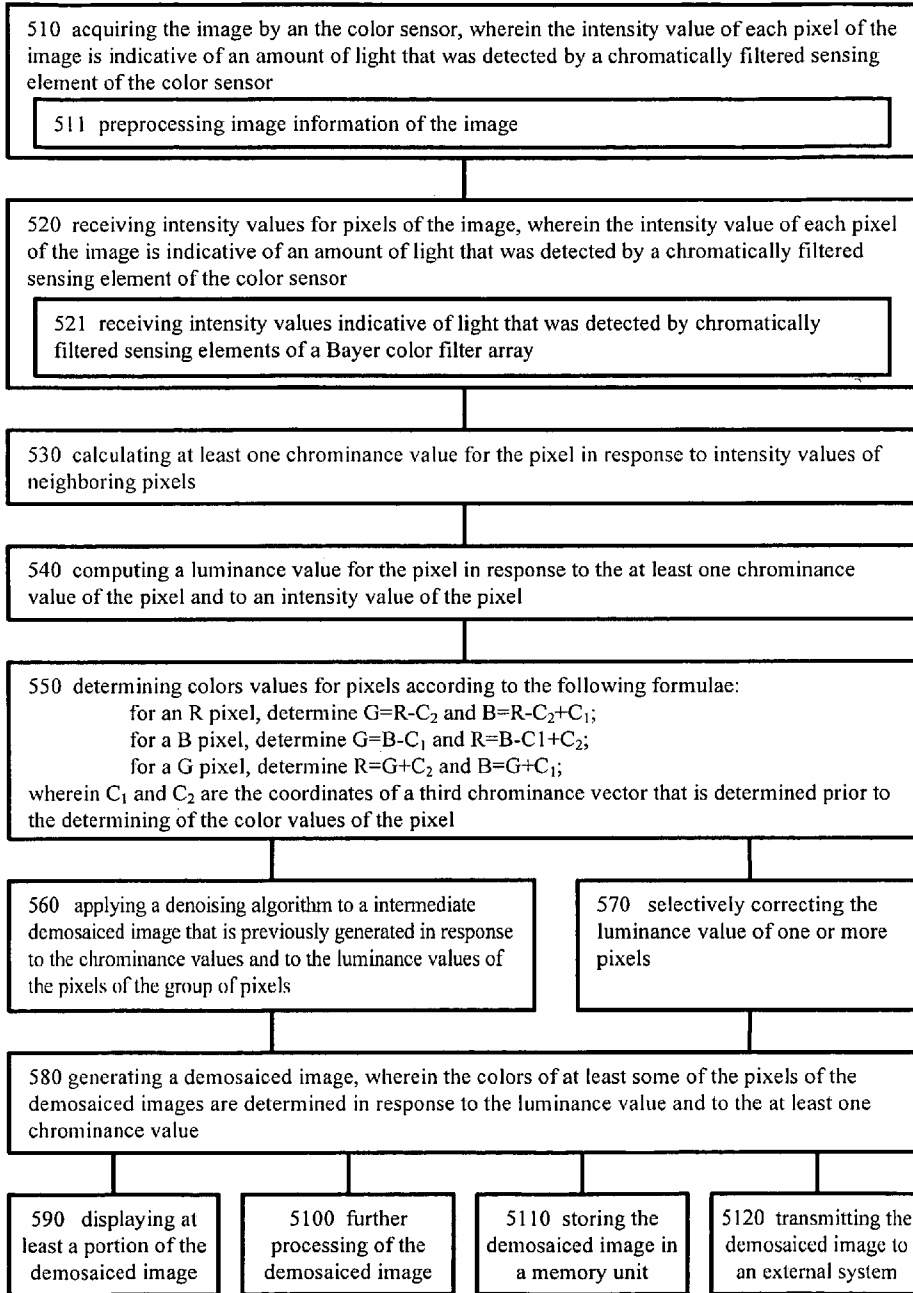 510 acquiring the image by an the color sensor, wherein the intensity value of each pixel of the
image is indicative of an amount of light that was detected by a chromatically filtered sensing
element of the color sensor
511 preprocessing image information of the image
520 receiving intensity values for pixels of the image, wherein the intensity value of each pixel
of the image is indicative of an amount of light that was detected by a chromatically filtered
sensing element of the color sensor
521 receiving intensity values indicative of light that was detected by chromatically
filtered sensing elements of a Bayer color filter array
530 calculating at least one chrominance value for the pixel in response to intensity values of
neighboring pixels
540 computing a luminance value for the pixel in response to the at least one chrominance
value of the pixel and to an intensity value of the pixel
550 determining colors values for pixels according to the following formulae:
for an R pixel, determine G=R-C₂ and B=R-C₂+C₁;
for a B pixel, determine G=B-C₁ and R=B-C1+C₂;
for a G pixel, determine R=G+C₂ and B=G+C₁;
wherein C₁ and C₂ are the coordinates of a third chrominance vector that is determined prior to
the determining of the color values of the pixel
560 applying a denoising algorithm to a intermediate
demosaiced image that is previously generated in response
to the chrominance values and to the luminance values of
the pixels of the group of pixels
570 selectively correcting the
luminance value of one or more
pixels
580 generating a demosaiced image, wherein the colors of at least some of the pixels of the
demosaiced images are determined in response to the luminance value and to the at least one
chrominance value
590 displaying at
least a portion of the
demosaiced image
5100 further
processing of the
demosaiced image
5110 storing the
demosaiced image in
a memory unit
5120 transmitting the
demosaiced image to
an external system